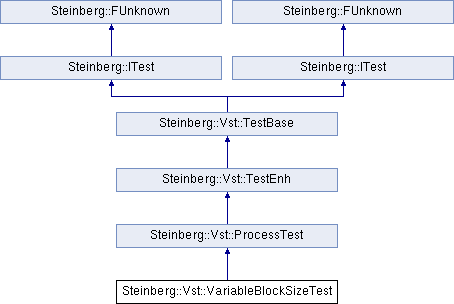 Steinberg::FUnknown
Steinberg::FUnknown
Steinberg::ITest
Steinberg::ITest
Steinberg::Vst::TestBase
Steinberg::Vst::TestEnh
Steinberg::Vst::ProcessTest
Steinberg::Vst::VariableBlockSizeTest